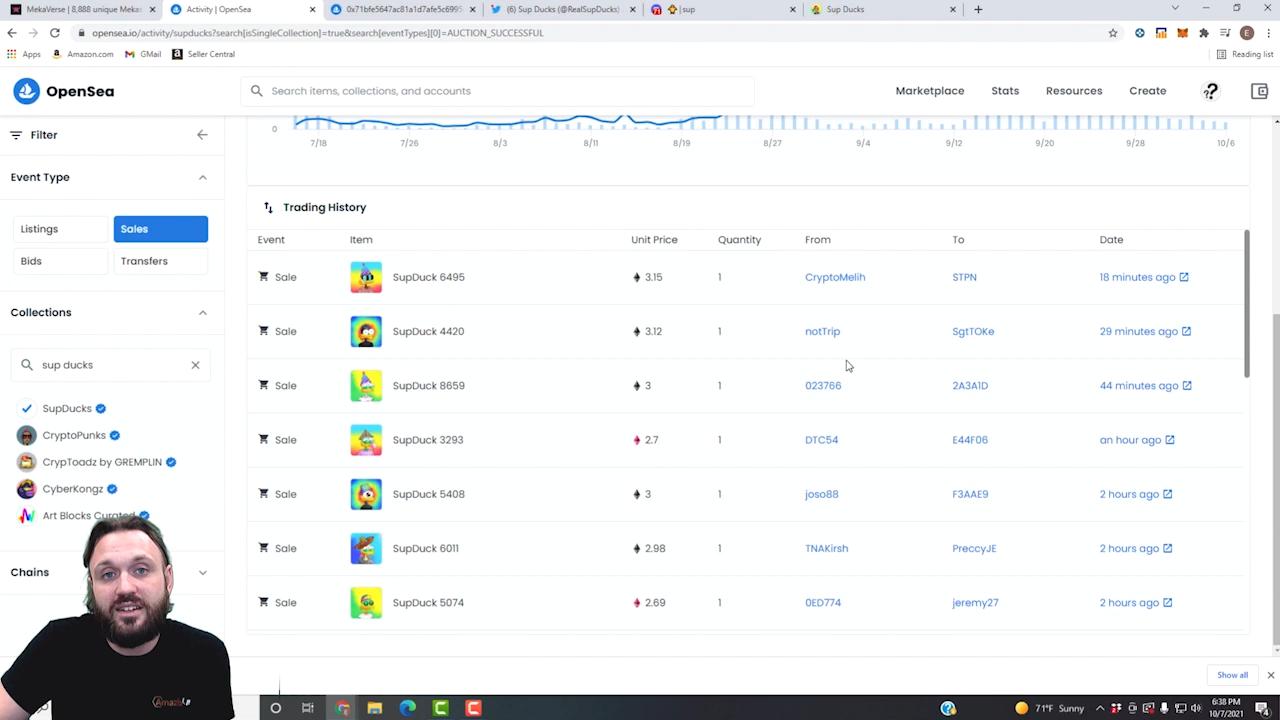 MekaVerse | 8,888 unique Mekas
Activity | OpenSea
0x71bfe5647ac81a1d7afe5c6995
(6) Sup Ducks (@RealSupDucks)
| sup
Sup Ducks
opensea.io/activity/supducks?search[isSingleCollection]=true&search[eventTypes][0]=AUCTION_SUCCESSFUL
E
Apps
Amazon.com
GMail
Seller Central
Reading list
OpenSea
Search items, collections, and accounts
Marketplace
Stats
Resources
Create
Filter
Event Type
Listings
Sales
Bids
Transfers
Collections
sup ducks
SupDucks
CryptoPunks
CrypToadz by GREMPLIN
CyberKongz
Art Blocks Curated
Chains
0
7/18 7/26 8/3 8/11 8/19 8/27 9/4 9/12 9/20 9/28 10/6
Trading History
Event Item Unit Price Quantity From To Date
Sale SupDuck 6495 3.15 1 CryptoMelih STPN 18 minutes ago
Sale SupDuck 4420 3.12 1 notTrip SgtTOKe 29 minutes ago
Sale SupDuck 8659 3 1 023766 2A3A1D 44 minutes ago
Sale SupDuck 3293 2.7 1 DTC54 E44F06 an hour ago
Sale SupDuck 5408 3 1 joso88 F3AAE9 2 hours ago
Sale SupDuck 6011 2.98 1 TNAKirsh PreccyJE 2 hours ago
Sale SupDuck 5074 2.69 1 0ED774 jeremy27 2 hours ago
Show all
71°F Sunny
6:38 PM
10/7/2021